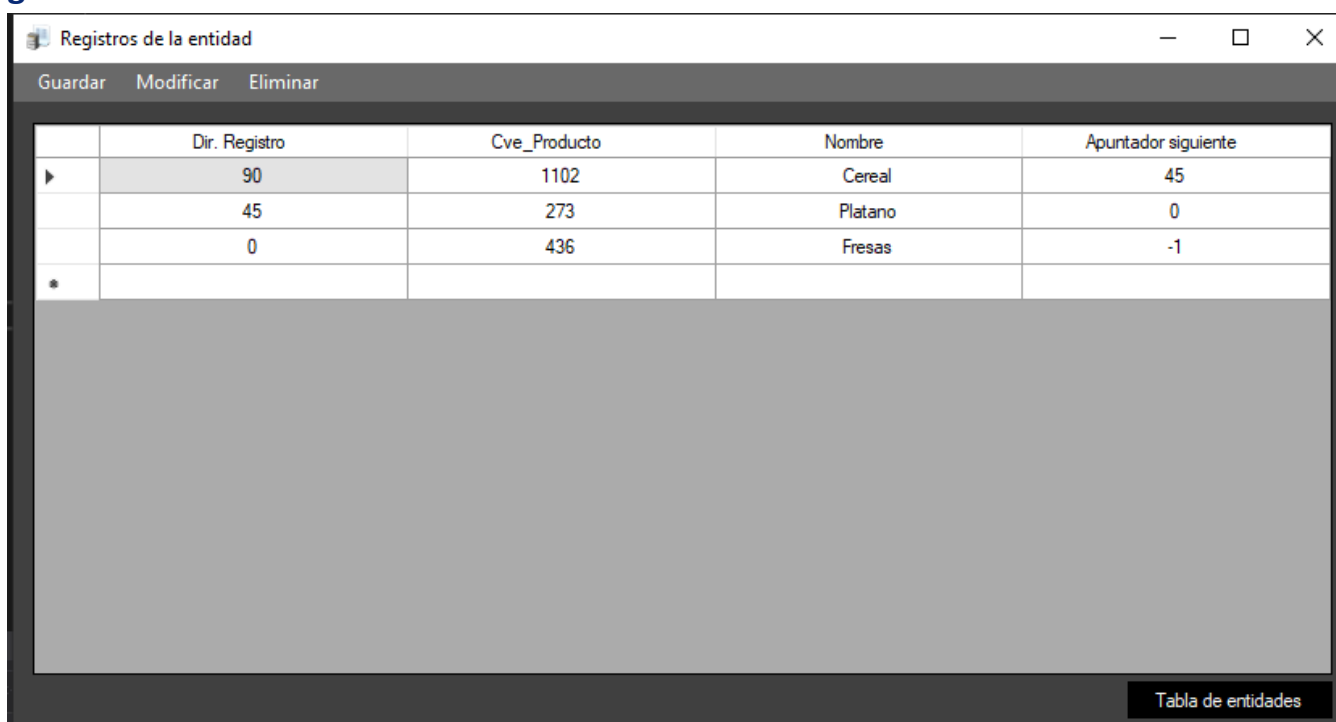 Registros de la entidad
Guardar Modificar Eliminar
Dir. Registro Cve_Producto Nombre Apuntador siguiente
90 1102 Cereal 45
45 273 Platano 0
0 436 Fresas -1
Tabla de entidades